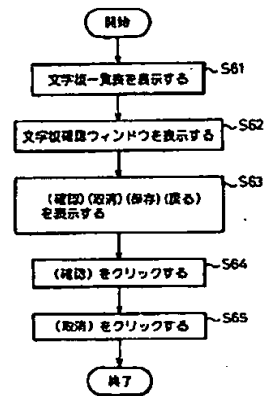 開始
文字板一覧表を表示する
S61
文字板確認ウィンドウを表示する
S62
(確認)(取消)(保存)(戻る)
を表示する
S63
(確認)をクリックする
S64
(取消)をクリックする
S65
終了